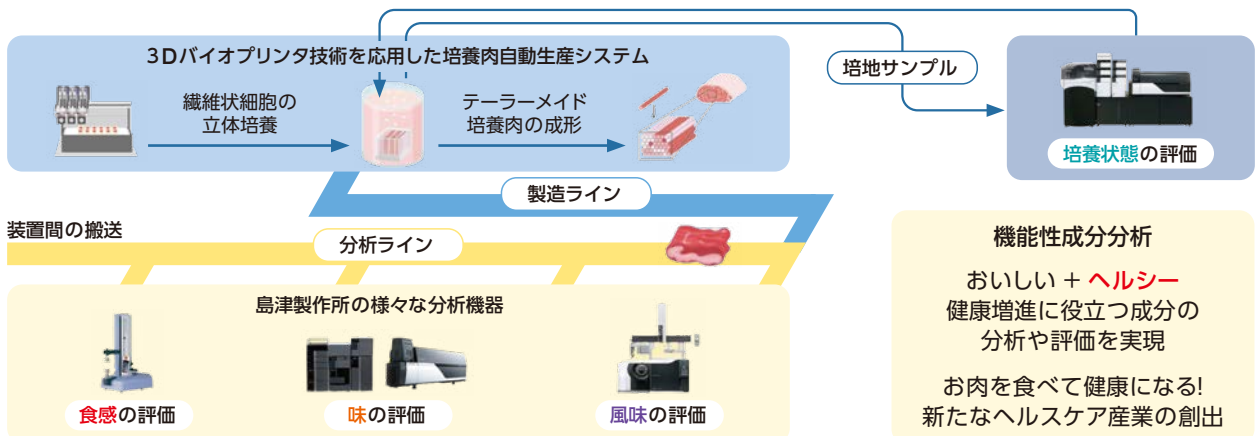 3Dバイオプリンタ技術を応用した培養肉自動生産システム
繊維状細胞の
立体培養
テーラーメイド
培養肉の成形
培地サンプル
培養状態の評価
製造ライン
装置間の搬送
分析ライン
島津製作所の様々な分析機器
食感の評価
味の評価
風味の評価
機能性成分分析
おいしい + ヘルシー
健康増進に役立つ成分の
分析や評価を実現
お肉を食べて健康になる!
新たなヘルスケア産業の創出